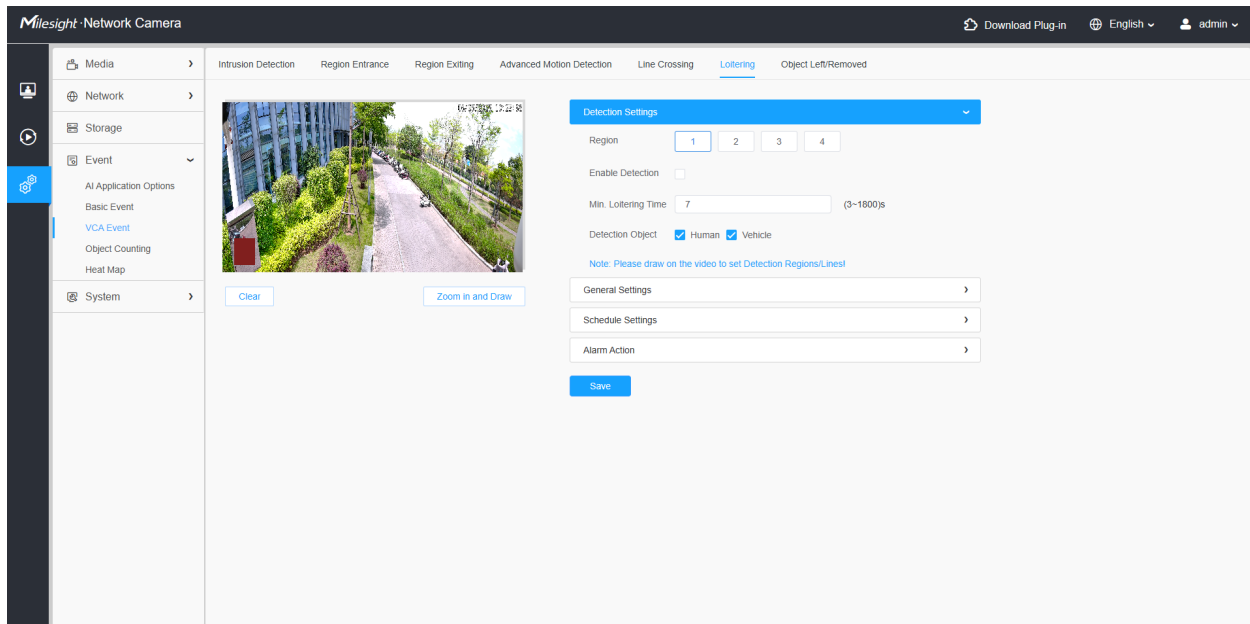 Milesight · Network Camera
Download Plug-in
English
admin
Media
Network
Storage
Event
AI Application Options
Basic Event
VCA Event
Object Counting
Heat Map
System
Intrusion Detection
Region Entrance
Region Exiting
Advanced Motion Detection
Line Crossing
Loitering
Object Left/Removed
Clear
Zoom in and Draw
Detection Settings
Region 1 2 3 4
Enable Detection
Min. Loitering Time 7 (3~1800)s
Detection Object Human Vehicle
Note: Please draw on the video to set Detection Regions/Lines!
General Settings
Schedule Settings
Alarm Action
Save